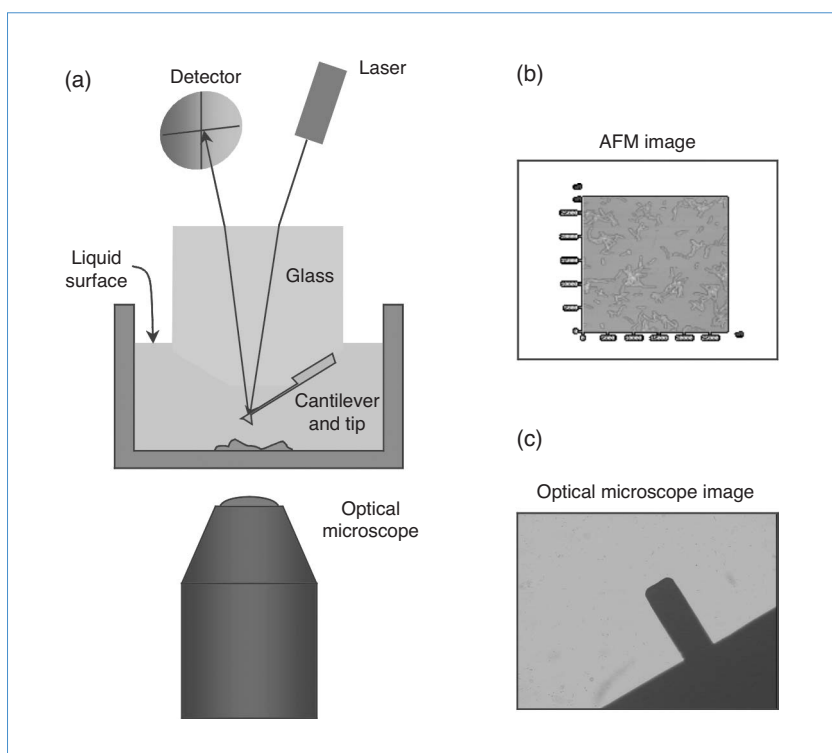 (a)
Detector
Laser
Liquid
surface
Glass
Cantilever
and tip
Optical
microscope
(b)
AFM image
(c)
Optical microscope image